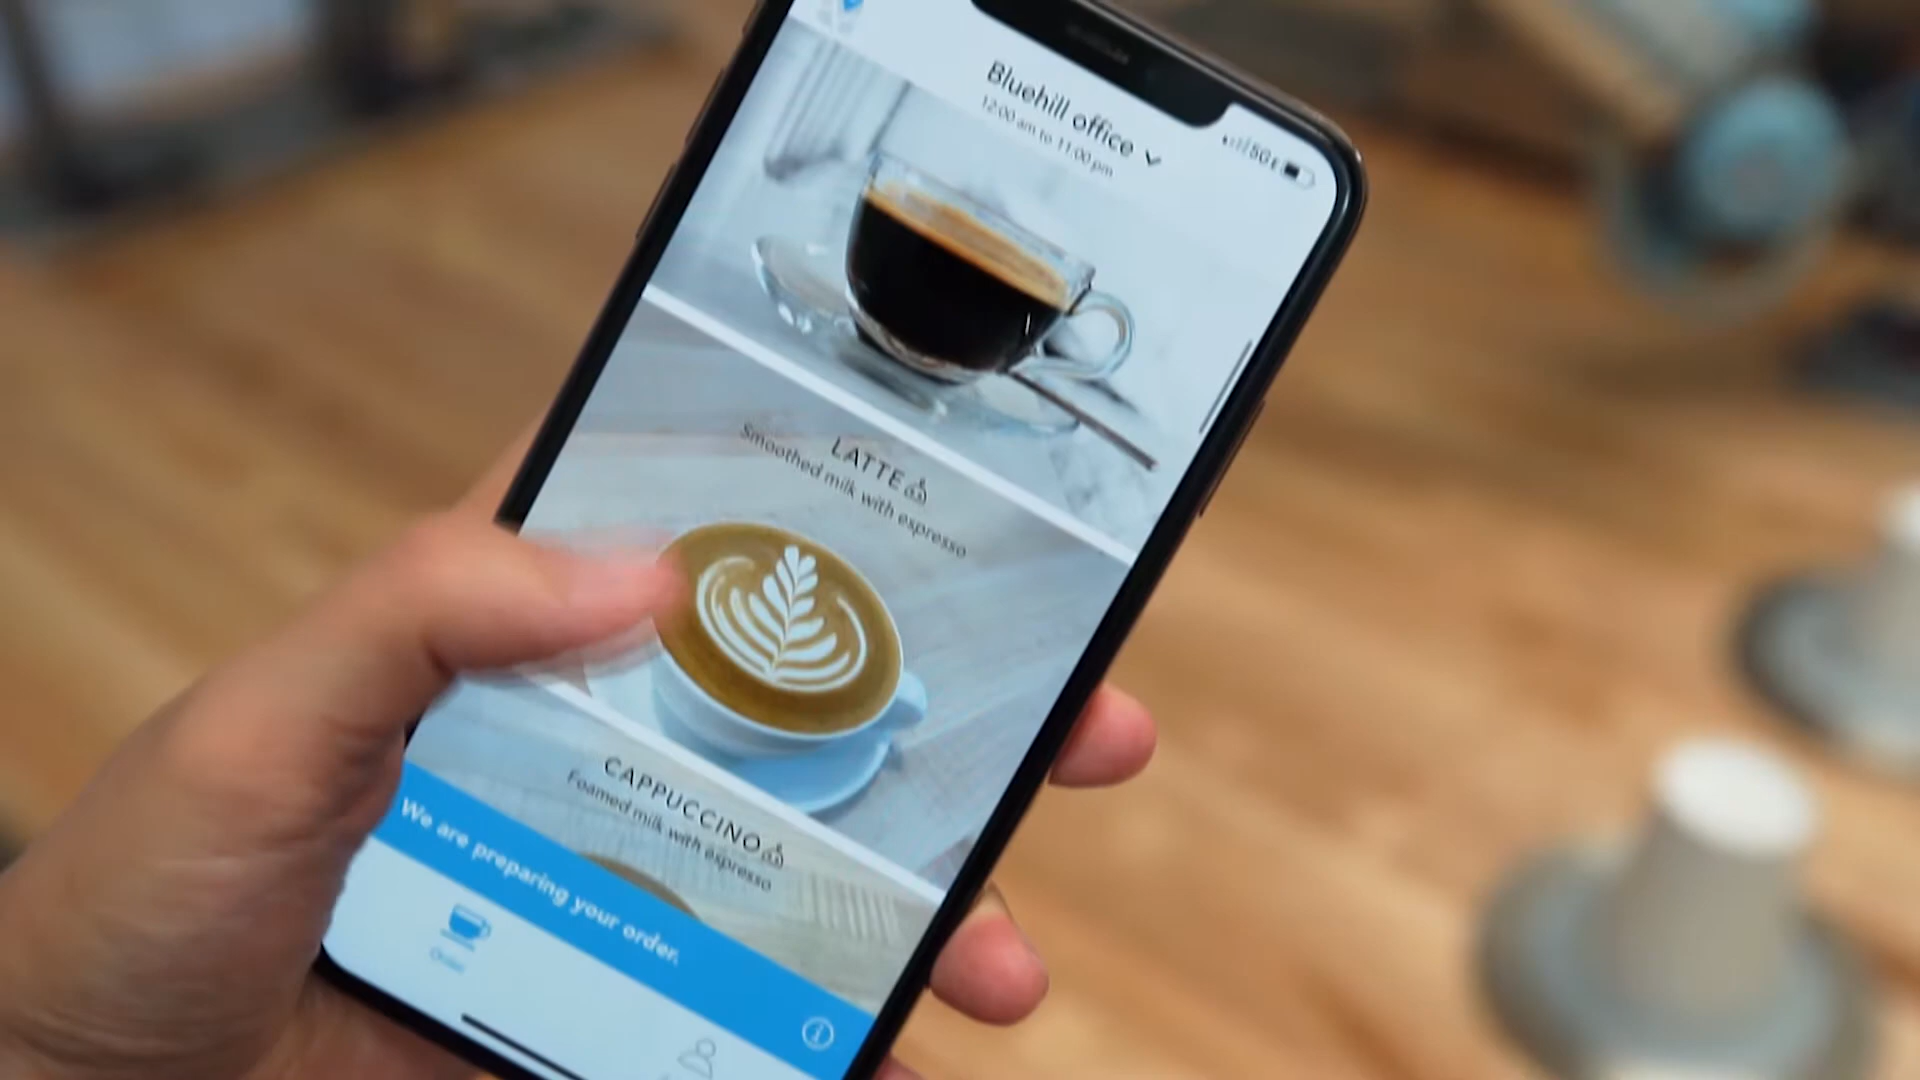 Bluehill office
12:00 am to 11:00 pm
5G
LATTE
Smoothed milk with espresso
CAPPUCCINO
Foamed milk with espresso
We are preparing your order.
Order